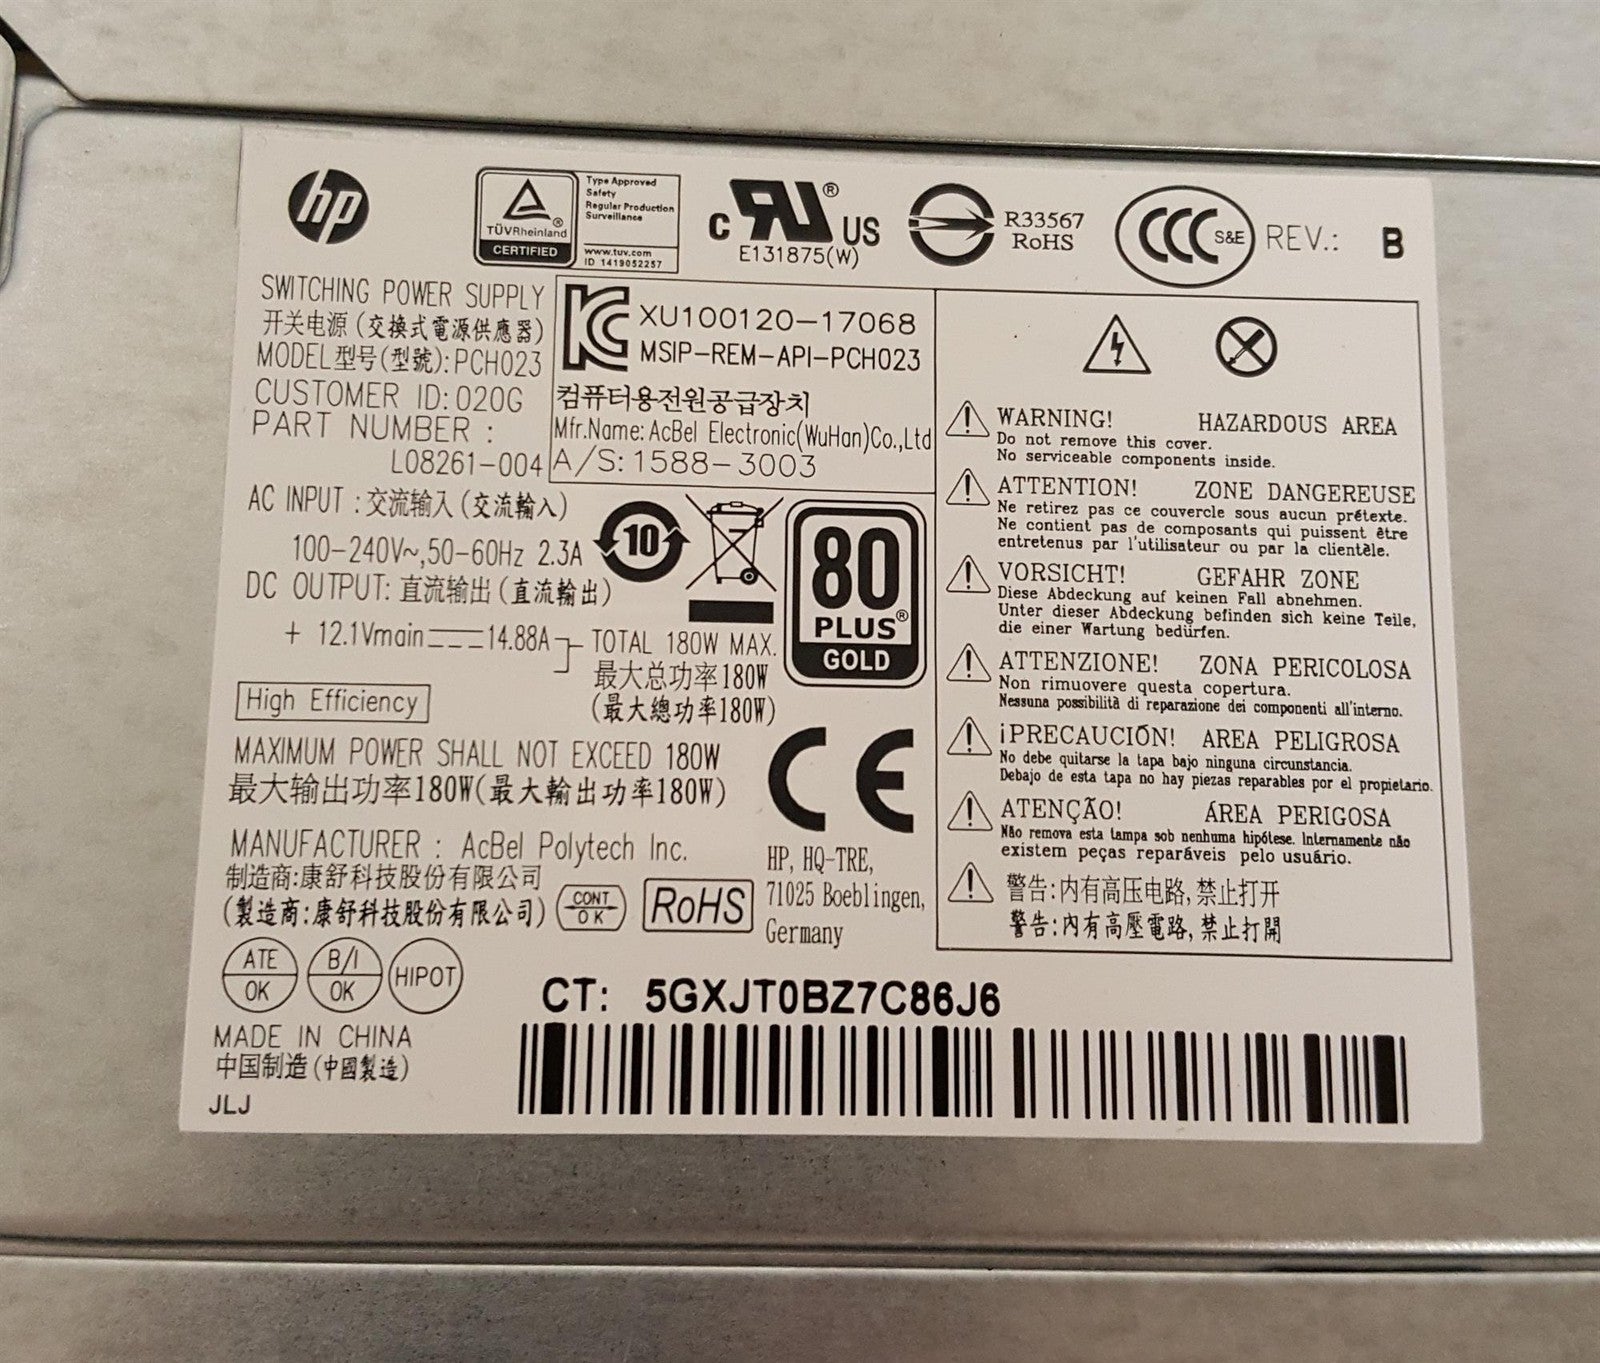 hp
TÜVRheinland®
CERTIFIED
Type Approved
Safety
Regular Production
Surveillance
www.tuv.com
ID 1419052257
c RU® US
E131875(W)
R33567
RoHS
CCC S&E
REV.: B
SWITCHING POWER SUPPLY
开关电源(交换式電源供應器)
MODEL型号(型號):PCH023
CUSTOMER ID:020G
PART NUMBER :
L08261-004
KC
XU100120-17068
MSIP-REM-API-PCH023
컴퓨터용전원공급장치
Mfr.Name: AcBel Electronic(WuHan)Co.,Ltd
A/S: 1588-3003
AC INPUT :交流输入(交流輸入)
100-240V~,50-60Hz 2.3A
DC OUTPUT: 直流输出(直流輸出)
+ 12.1Vmain⎓14.88A
TOTAL 180W MAX.
最大总功率180W
(最大總功率180W)
10
80
PLUS®
GOLD
High Efficiency
MAXIMUM POWER SHALL NOT EXCEED 180W
最大输出功率180W(最大輸出功率180W)
CE
MANUFACTURER : AcBel Polytech Inc.
制造商:康舒科技股份有限公司
(製造商:康舒科技股份有限公司)
CONT
OK
RoHS
HP, HQ-TRE,
71025 Boeblingen,
Germany
ATE
OK
B/I
OK
HIPOT
MADE IN CHINA
中国制造(中國製造)
JLJ
WARNING! HAZARDOUS AREA
Do not remove this cover.
No serviceable components inside.
ATTENTION! ZONE DANGEREUSE
Ne retirez pas ce couvercle sous aucun prétexte.
Ne contient pas de composants qui puissent être
entretenus par l'utilisateur ou par la clientèle.
VORSICHT! GEFAHR ZONE
Diese Abdeckung auf keinen Fall abnehmen.
Unter dieser Abdeckung befinden sich keine Teile,
die einer Wartung bedürfen.
ATTENZIONE! ZONA PERICOLOSA
Non rimuovere questa copertura.
Nessuna possibilità di reparazione dei componenti all'interno.
¡PRECAUCIÓN! AREA PELIGROSA
No debe quitarse la tapa bajo ninguna circunstancia.
Debajo de esta tapa no hay piezas reparables por el propietario.
ATENÇÃO! ÁREA PERIGOSA
Não remova esta tampa sob nenhuma hipótese. Internamente não
existem peças reparáveis pelo usuário.
警告:内有高压电路,禁止打开
警告:內有高壓電路,禁止打開
CT: 5GXJT0BZ7C86J6